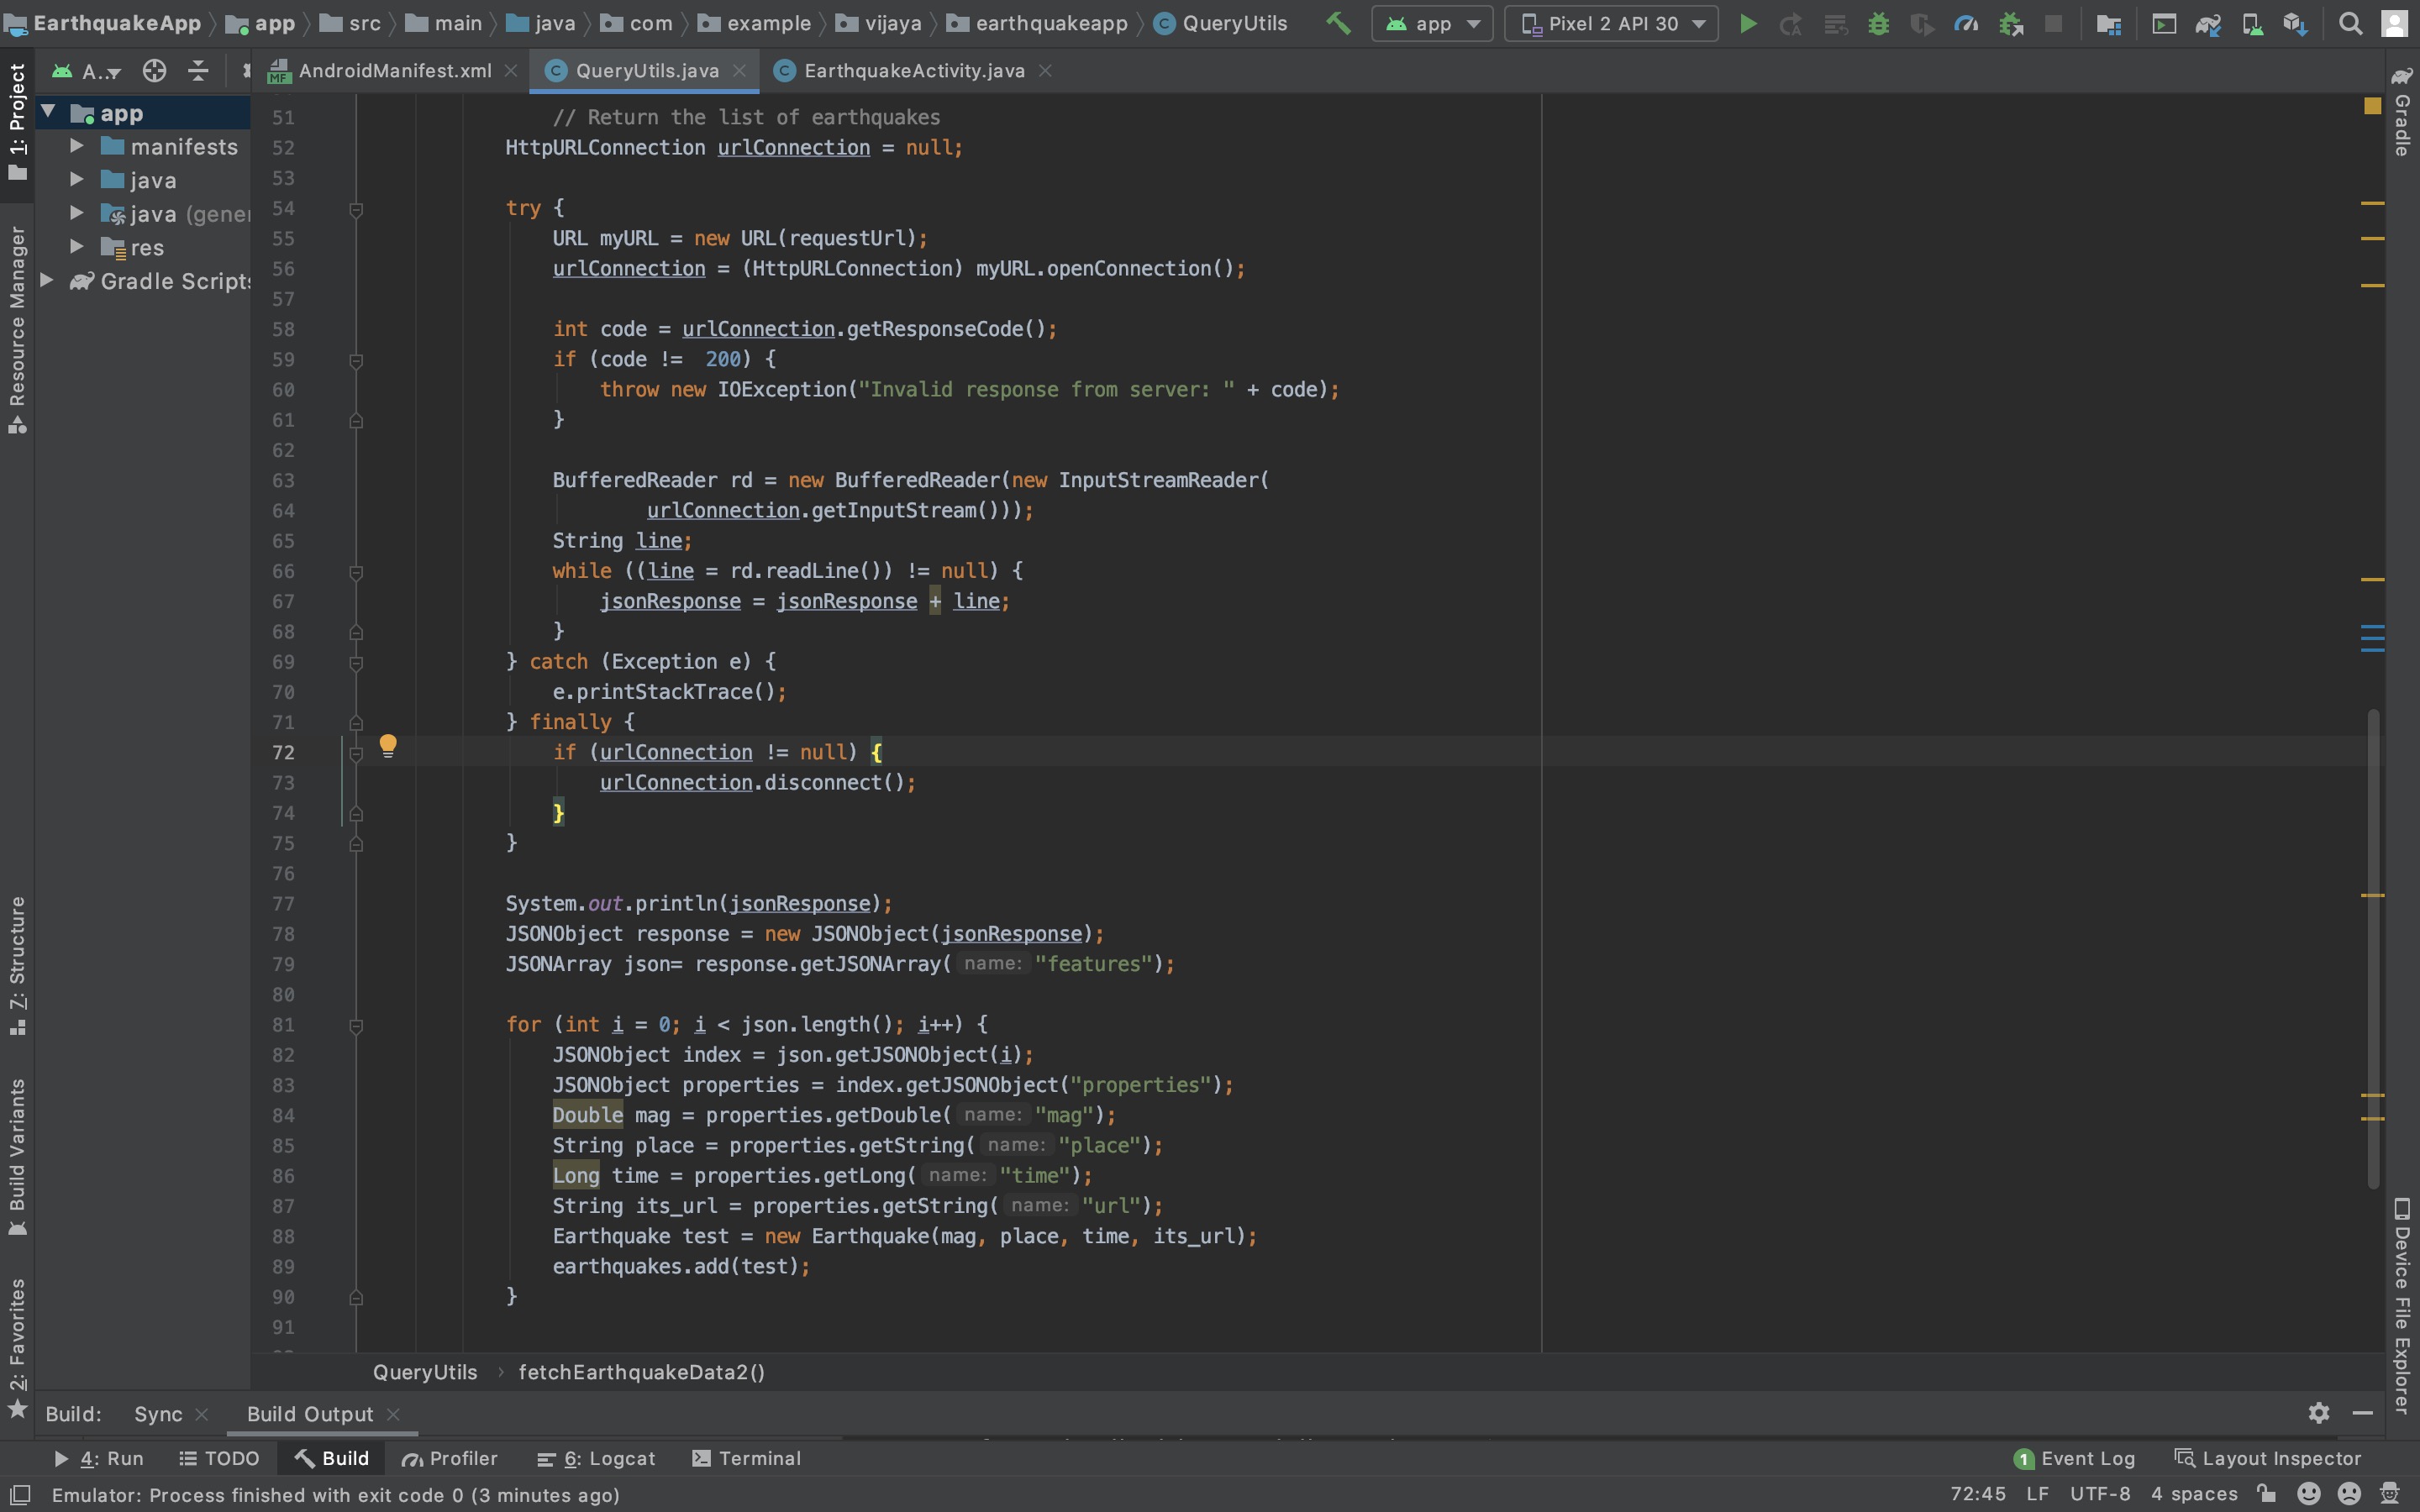 EarthquakeApp app src main java com example vijaya earthquakeapp QueryUtils app Pixel 2 API 30
A... AndroidManifest.xml QueryUtils.java EarthquakeActivity.java
1: Project
Resource Manager
7: Structure
Build Variants
2: Favorites
app
manifests
java
java (gener
res
Gradle Scripts
51 // Return the list of earthquakes
52 HttpURLConnection urlConnection = null;
53
54 try {
55 URL myURL = new URL(requestUrl);
56 urlConnection = (HttpURLConnection) myURL.openConnection();
57
58 int code = urlConnection.getResponseCode();
59 if (code !=  200) {
60 throw new IOException("Invalid response from server: " + code);
61 }
62
63 BufferedReader rd = new BufferedReader(new InputStreamReader(
64 urlConnection.getInputStream()));
65 String line;
66 while ((line = rd.readLine()) != null) {
67 jsonResponse = jsonResponse + line;
68 }
69 } catch (Exception e) {
70 e.printStackTrace();
71 } finally {
72 if (urlConnection != null) {
73 urlConnection.disconnect();
74 }
75 }
76
77 System.out.println(jsonResponse);
78 JSONObject response = new JSONObject(jsonResponse);
79 JSONArray json= response.getJSONArray( name: "features");
80
81 for (int i = 0; i < json.length(); i++) {
82 JSONObject index = json.getJSONObject(i);
83 JSONObject properties = index.getJSONObject("properties");
84 Double mag = properties.getDouble( name: "mag");
85 String place = properties.getString( name: "place");
86 Long time = properties.getLong( name: "time");
87 String its_url = properties.getString( name: "url");
88 Earthquake test = new Earthquake(mag, place, time, its_url);
89 earthquakes.add(test);
90 }
91
Gradle
Device File Explorer
QueryUtils › fetchEarthquakeData2()
Build: Sync Build Output
4: Run TODO Build Profiler 6: Logcat Terminal 1 Event Log Layout Inspector
Emulator: Process finished with exit code 0 (3 minutes ago) 72:45 LF UTF-8 4 spaces